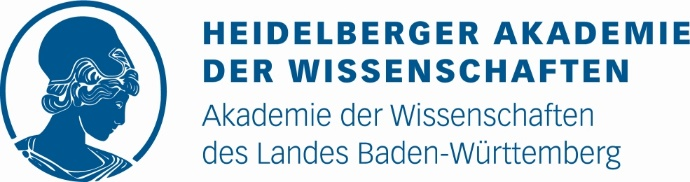 HEIDELBERGER AKADEMIE
DER WISSENSCHAFTEN
Akademie der Wissenschaften
des Landes Baden-Württemberg